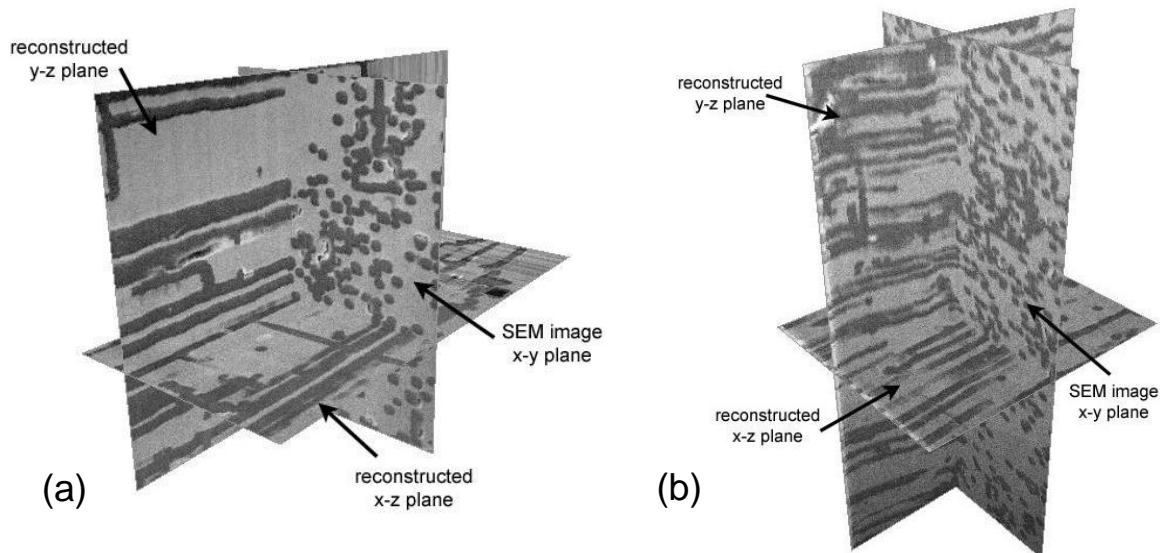 reconstructed
y-z plane
SEM image
x-y plane
reconstructed
x-z plane
(a)
reconstructed
y-z plane
SEM image
x-y plane
reconstructed
x-z plane
(b)